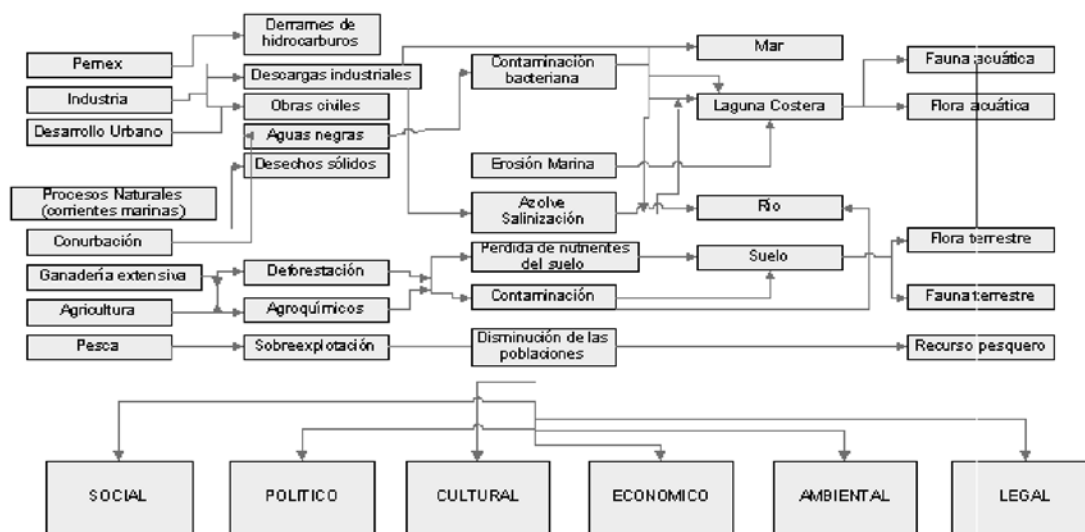 Pemex
Industria
Desarrollo Urbano
Procesos Naturales
(corrientes marinas)
Conurbación
Ganadería extensiva
Agricultura
Pesca
Derrames de
hidrocarburos
Descargas industriales
Obras civiles
Aguas negras
Desechos sólidos
Deforestación
Agroquímicos
Sobreexplotación
Contaminación
bacteriana
Erosión Marina
Azolve
Salinización
Perdida de nutrientes
del suelo
Contaminación
Disminución de las
poblaciones
Mar
Laguna Costera
Río
Suelo
Fauna acuática
Flora acuática
Flora terrestre
Fauna terrestre
Recurso pesquero
SOCIAL
POLITICO
CULTURAL
ECONOMICO
AMBIENTAL
LEGAL